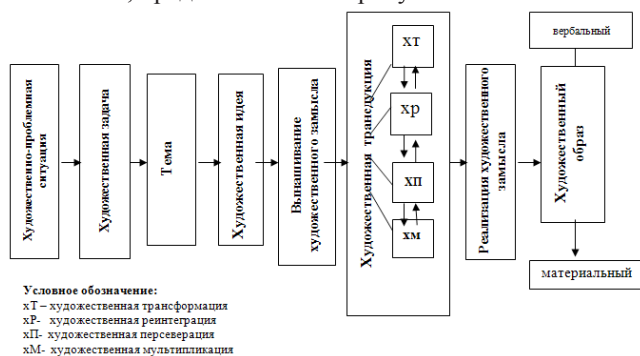 Художественно-проблемная
ситуация
Художественная задача
Тема
Художественная идея
Вынашивание
художественного замысла
Художественная трансдукция
хт
хр
хп
хм
Реализация художественного
замысла
вербальный
Художественный
образ
материальный
Условное обозначение:
хТ – художественная трансформация
хР- художественная реинтеграция
хП- художественная персеверация
хМ- художественная мультипликация